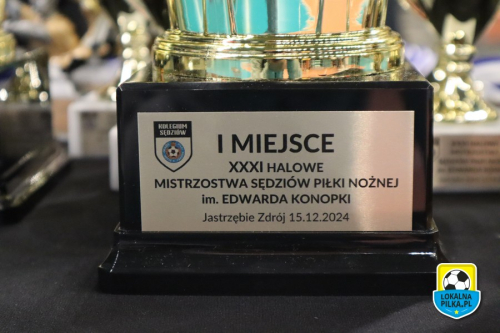 KOLEGIUM
SĘDZIÓW
I MIEJSCE
XXXI HALOWE
MISTRZOSTWA SĘDZIÓW PIŁKI NOŻNEJ
im. EDWARDA KONOPKI
Jastrzębie Zdrój 15.12.2024
LOKALNA
PILKA.PL